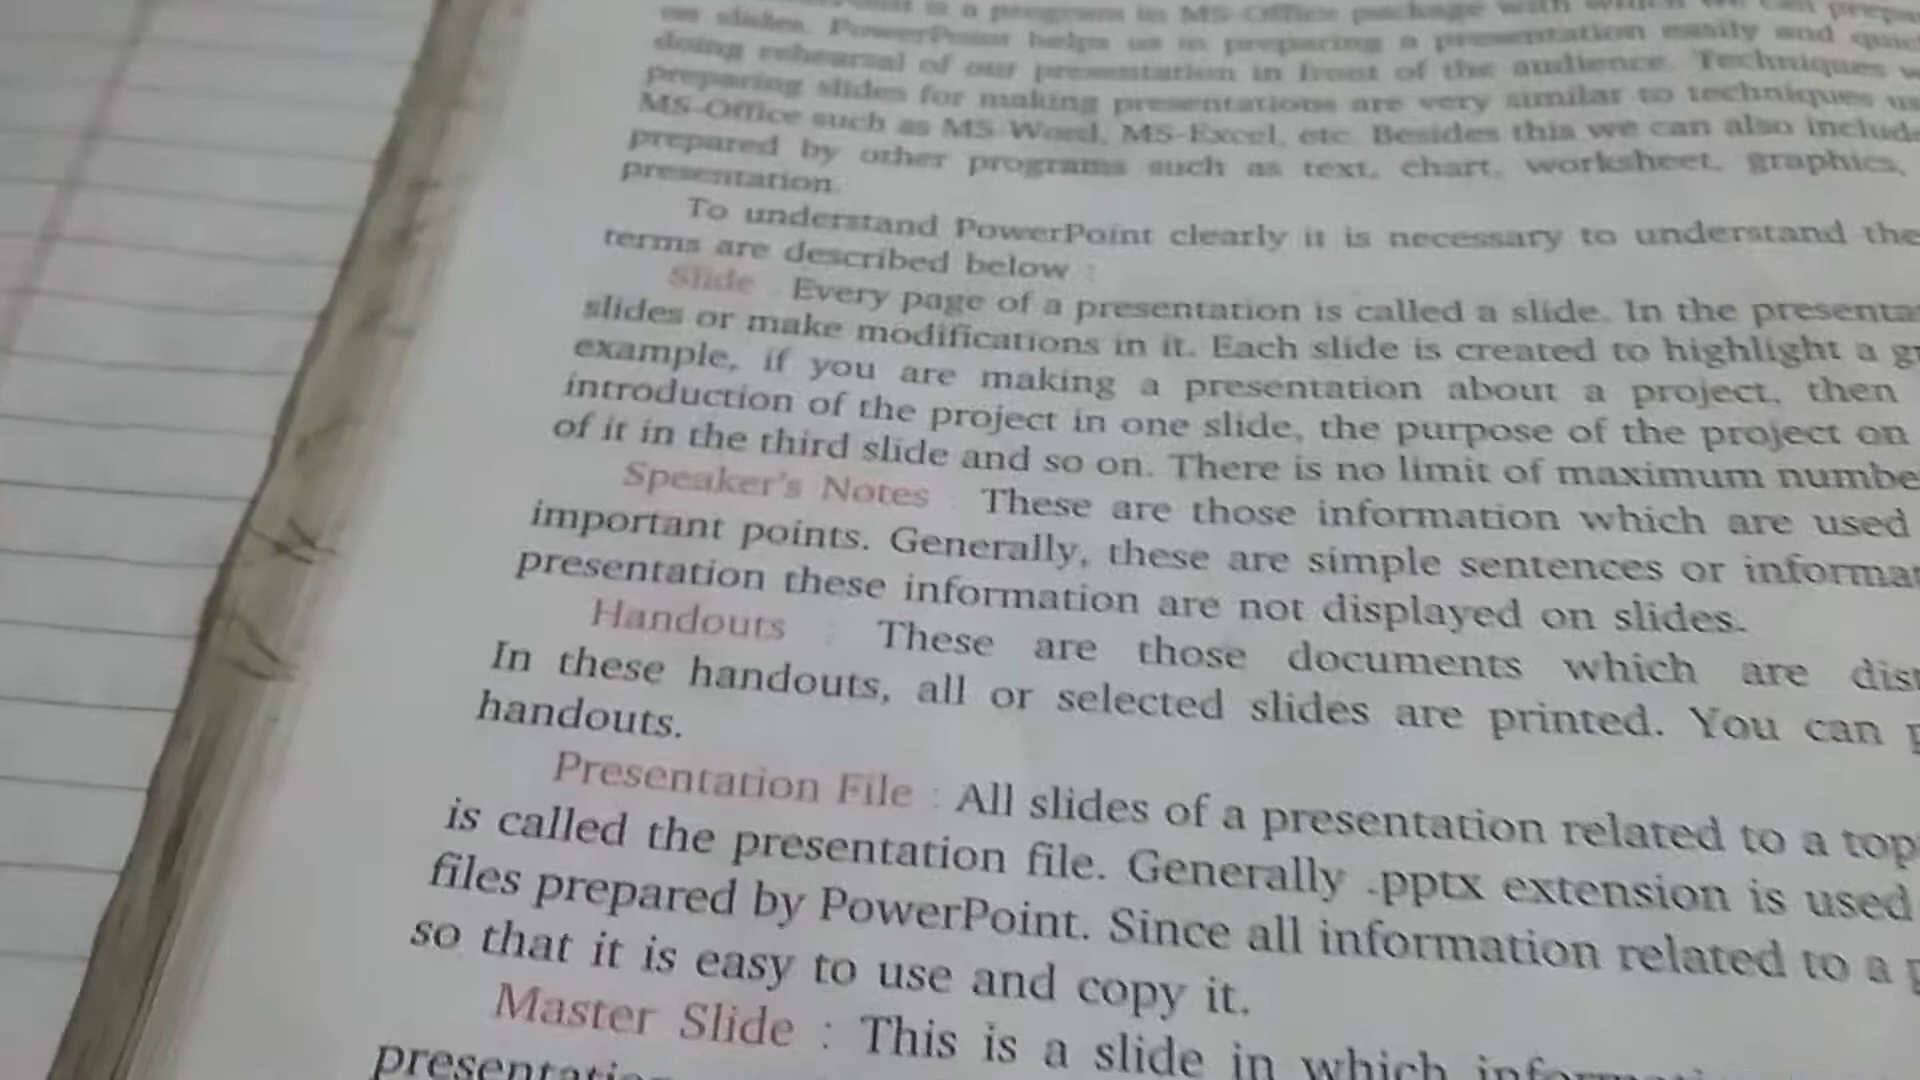 is a program in MS-Office package with which we can
on slides. PowerPoint helps us in preparing a presentation easily and
doing rehearsal of our presentation in front of the audience. Techniques
preparing slides for making presentations are very similar to techniques
MS-Office such as MS-Word, MS-Excel, etc. Besides this we can also
prepared by other programs such as text, chart, worksheet, graphics,
presentation.
To understand PowerPoint clearly it is necessary to understand the
terms are described below :
Slide : Every page of a presentation is called a slide. In the
slides or make modifications in it. Each slide is created to highlight a
example, if you are making a presentation about a project, then
introduction of the project in one slide, the purpose of the project on
of it in the third slide and so on. There is no limit of maximum
Speaker's Notes : These are those information which are used
important points. Generally, these are simple sentences or
presentation these information are not displayed on slides.
Handouts : These are those documents which are
In these handouts, all or selected slides are printed. You can
handouts.
Presentation File : All slides of a presentation related to a
is called the presentation file. Generally .pptx extension is used
files prepared by PowerPoint. Since all information related to a
so that it is easy to use and copy it.
Master Slide : This is a slide in which